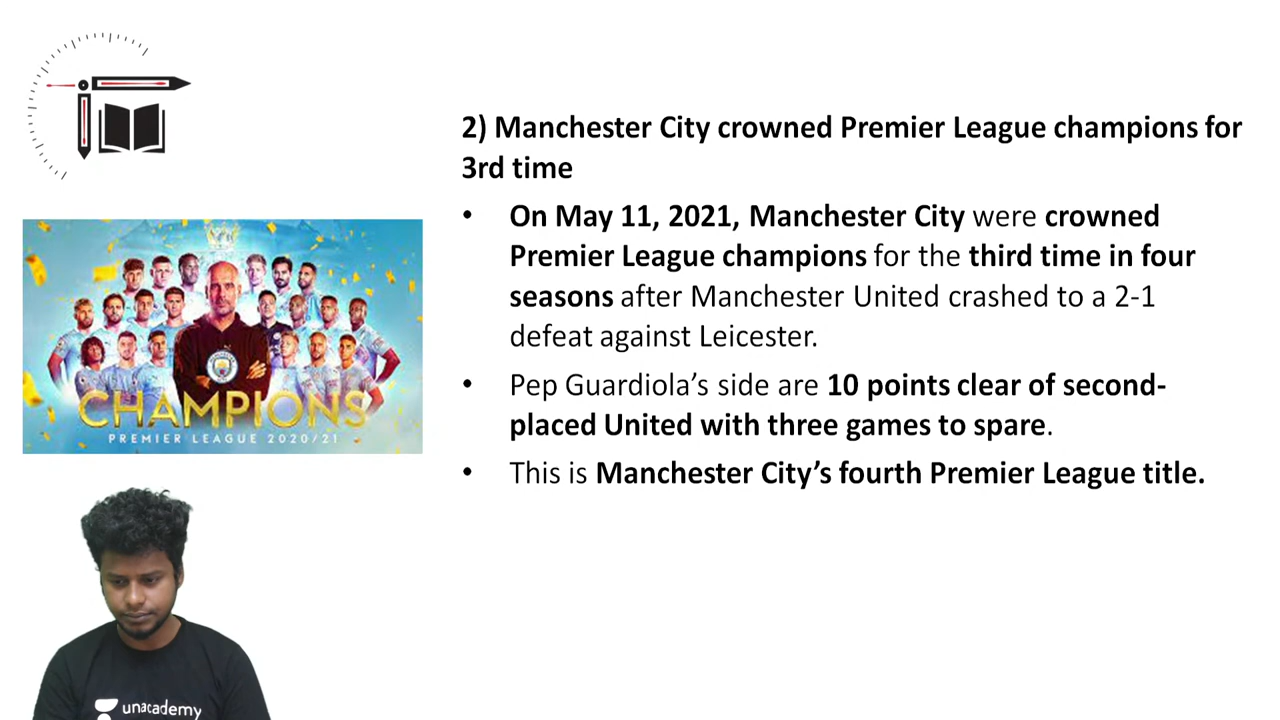 2) Manchester City crowned Premier League champions for
3rd time
• On May 11, 2021, Manchester City were crowned
Premier League champions for the third time in four
seasons after Manchester United crashed to a 2-1
defeat against Leicester.
• Pep Guardiola’s side are 10 points clear of second-
placed United with three games to spare.
• This is Manchester City’s fourth Premier League title.
CHAMPIONS
PREMIER LEAGUE 2020/21
unacademy